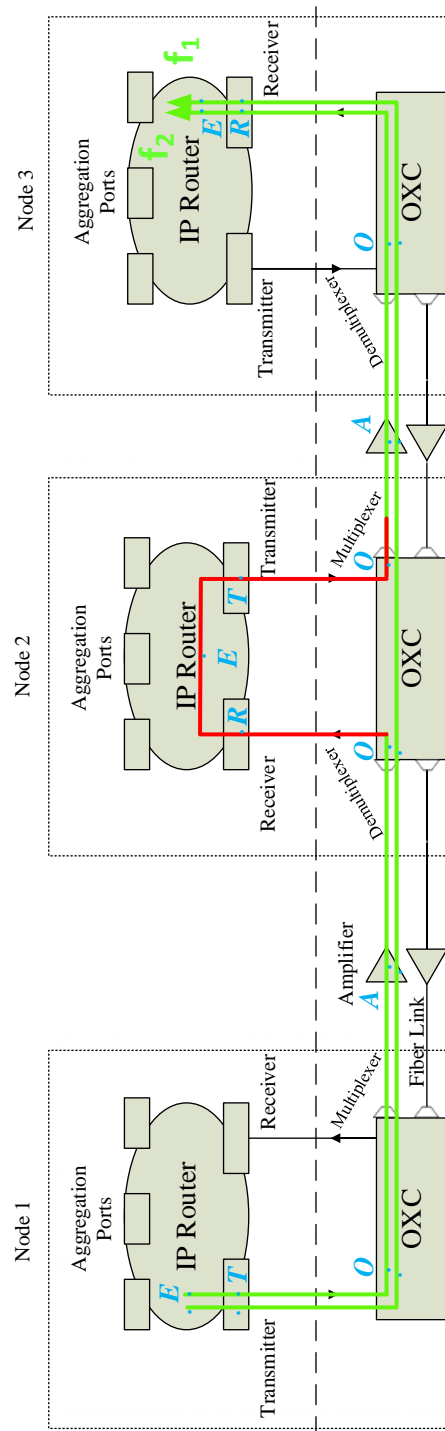 Node 1
Aggregation
Ports
IP Router
E
T
Transmitter
Receiver
Multiplexer
O
OXC
Amplifier
A
Fiber Link
Node 2
Aggregation
Ports
IP Router
E
R
T
Receiver
Transmitter
Demultiplexer
Multiplexer
O
O
OXC
A
Node 3
Aggregation
Ports
f2
f1
IP Router
E
R
Transmitter
Receiver
Demultiplexer
O
OXC